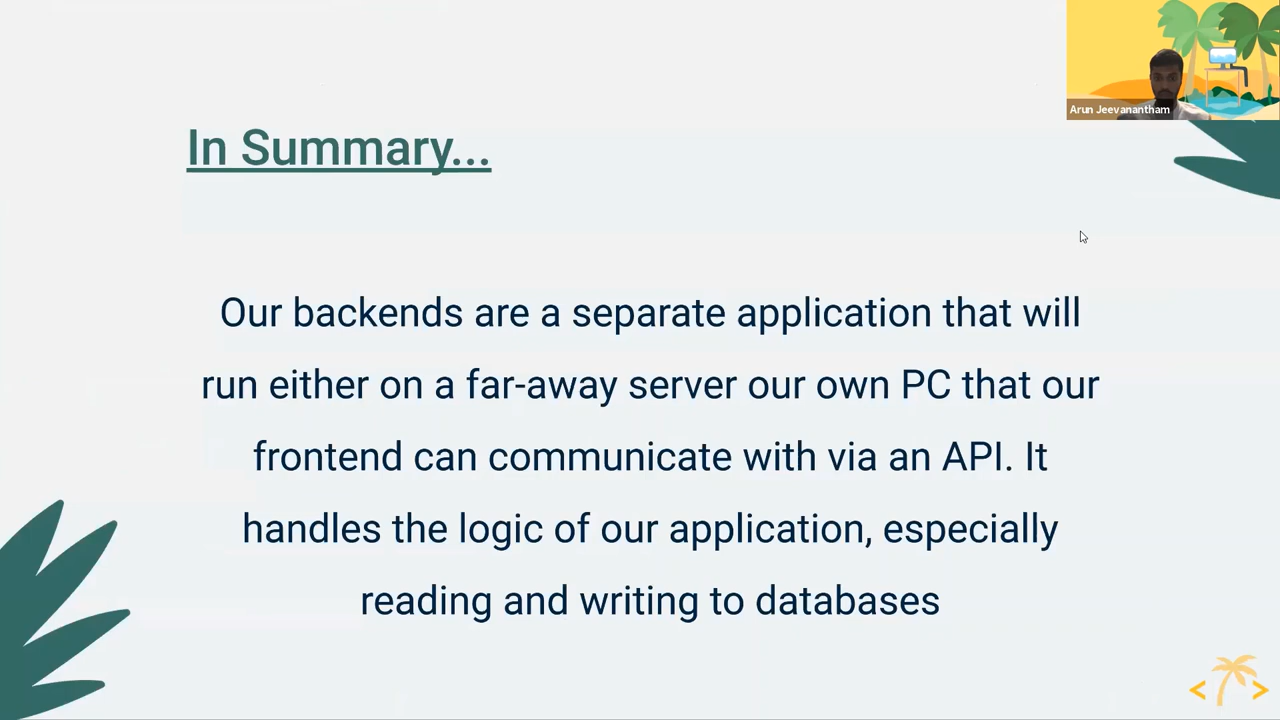 Arun Jeevanantham
In Summary...
Our backends are a separate application that will
run either on a far-away server our own PC that our
frontend can communicate with via an API. It
handles the logic of our application, especially
reading and writing to databases
< >